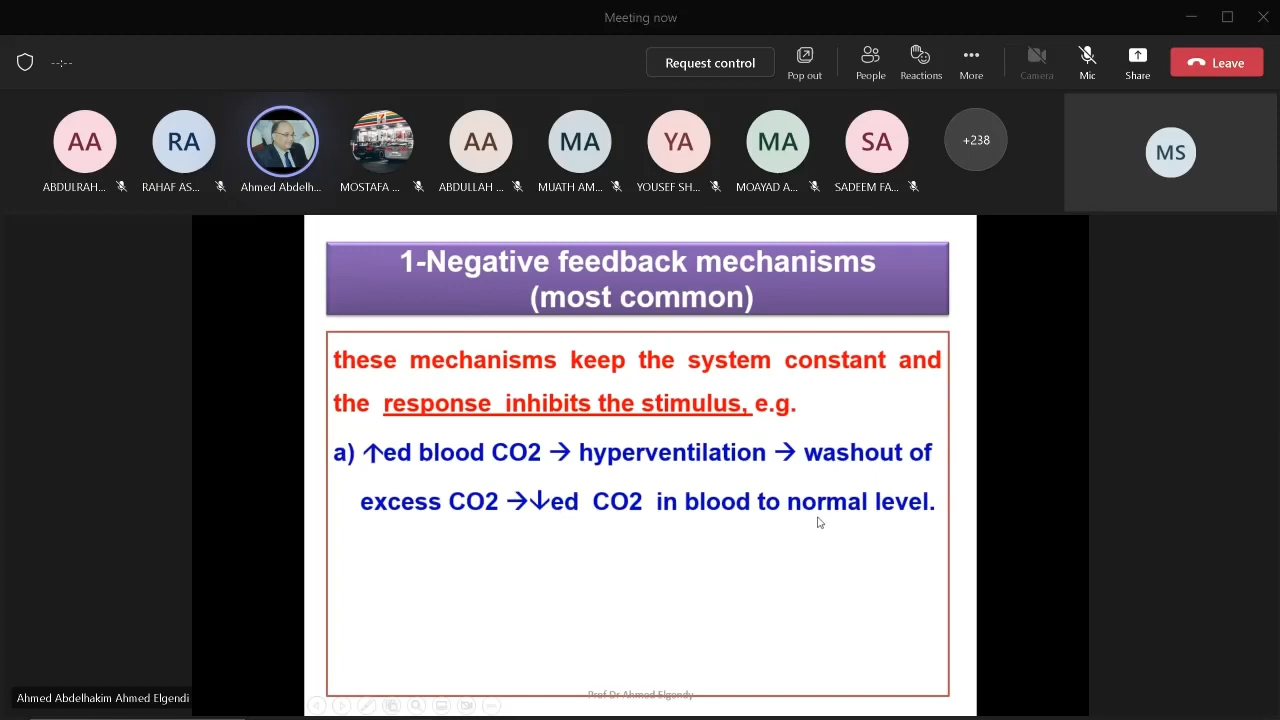 Meeting now
--:--
Request control
Pop out
People
Reactions
More
Camera
Mic
Share
Leave
AA
RA
AA
MA
YA
MA
SA
+238
MS
ABDULRAH...
RAHAF AS...
Ahmed Abdelh...
MOSTAFA ...
ABDULLAH ...
MUATH AM...
YOUSEF SH...
MOAYAD A...
SADEEM FA...
1-Negative feedback mechanisms
(most common)
these mechanisms keep the system constant and
the response inhibits the stimulus, e.g.
a) ↑ed blood CO2 → hyperventilation → washout of
excess CO2 →↓ed CO2 in blood to normal level.
Prof Dr Ahmed Elgendy
Ahmed Abdelhakim Ahmed Elgendi